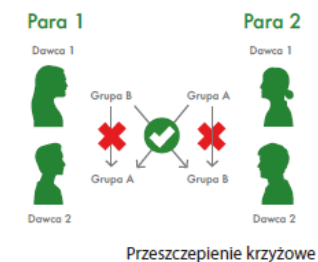 Para 1 Para 2
Dawca 1 Dawca 1
Grupa B Grupa A
Grupa A Grupa B
Dawca 2 Dawca 2
Przeszczepienie krzyżowe